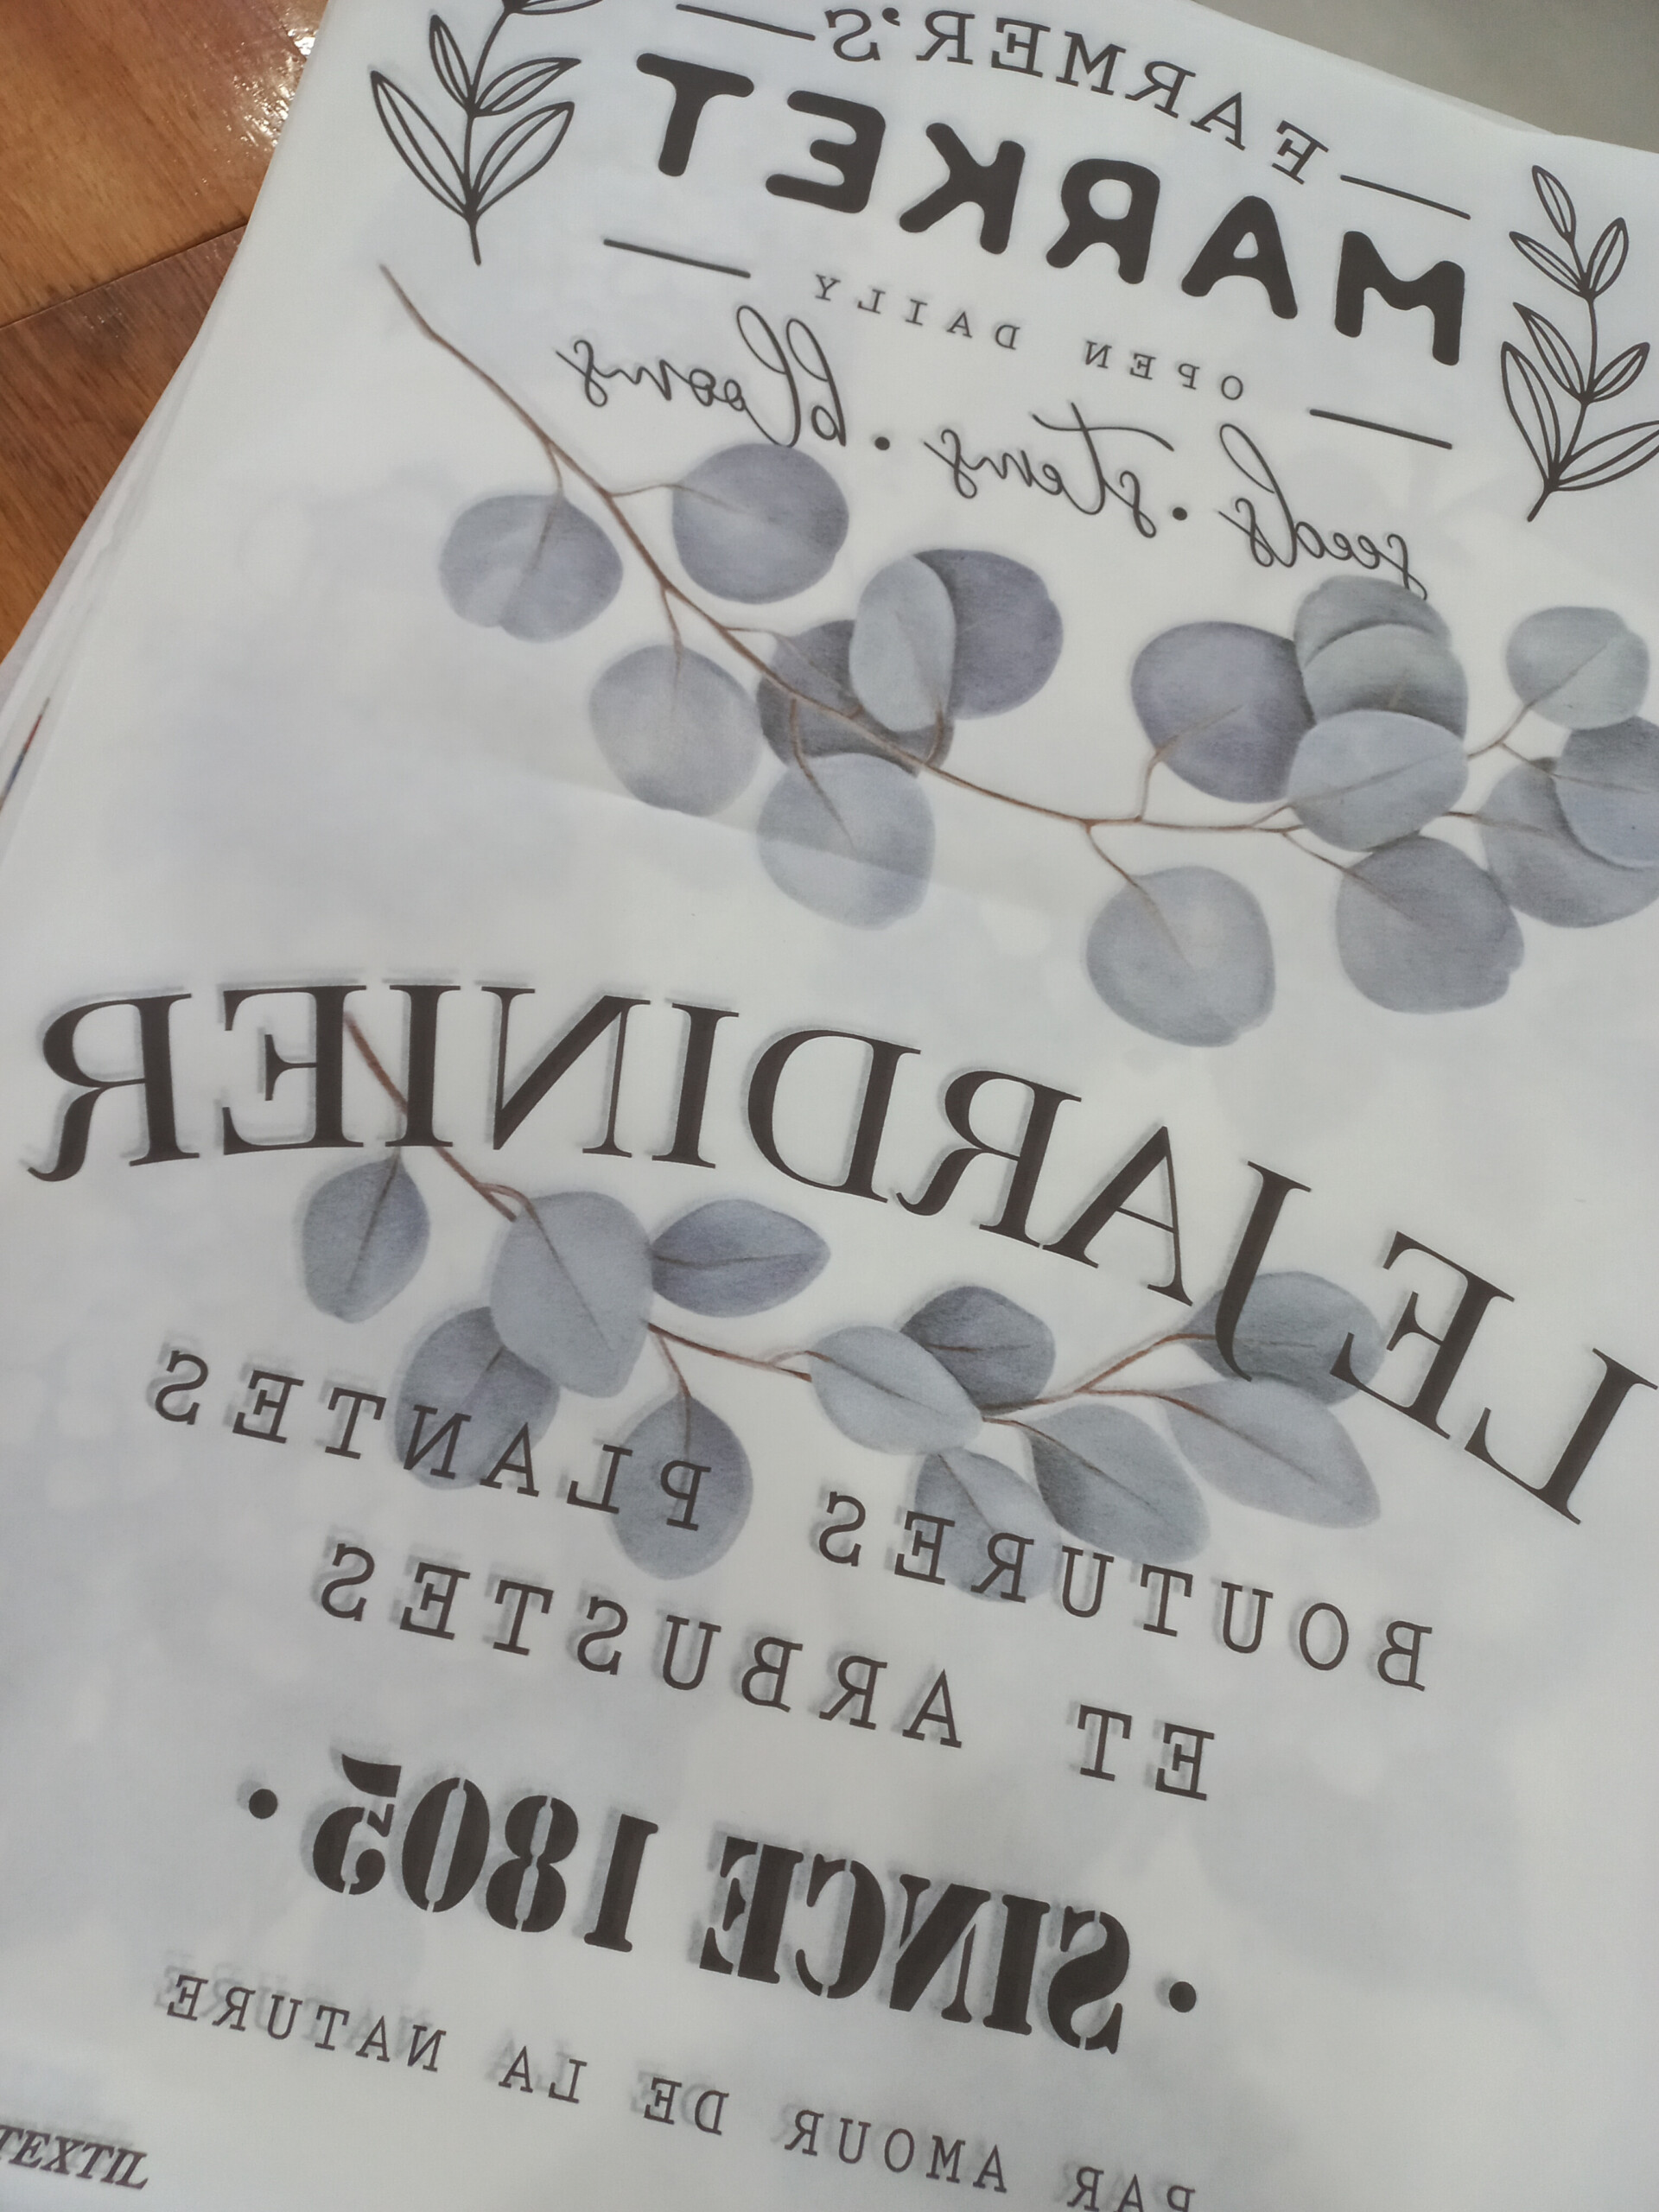 FARMER'S
MARKET
OPEN DAILY
seeds . stems . blooms
LE JARDINIER
BOUTURES PLANTES
ET ARBUSTES
· SINCE 1805 ·
PAR AMOUR DE LA NATURE
TEXTIL